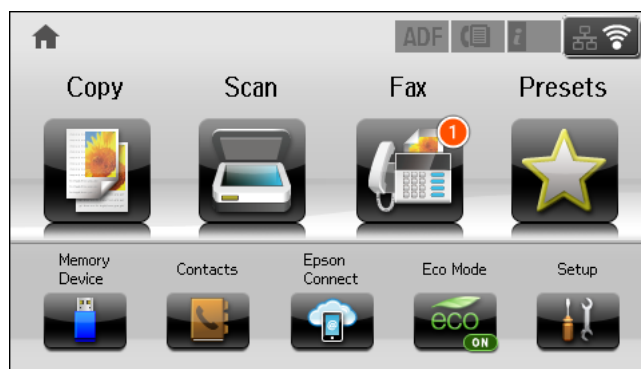 ADF i
Copy Scan Fax Presets
1
Memory
Device
Contacts
Epson
Connect
Eco Mode
Setup
@
eco
ON